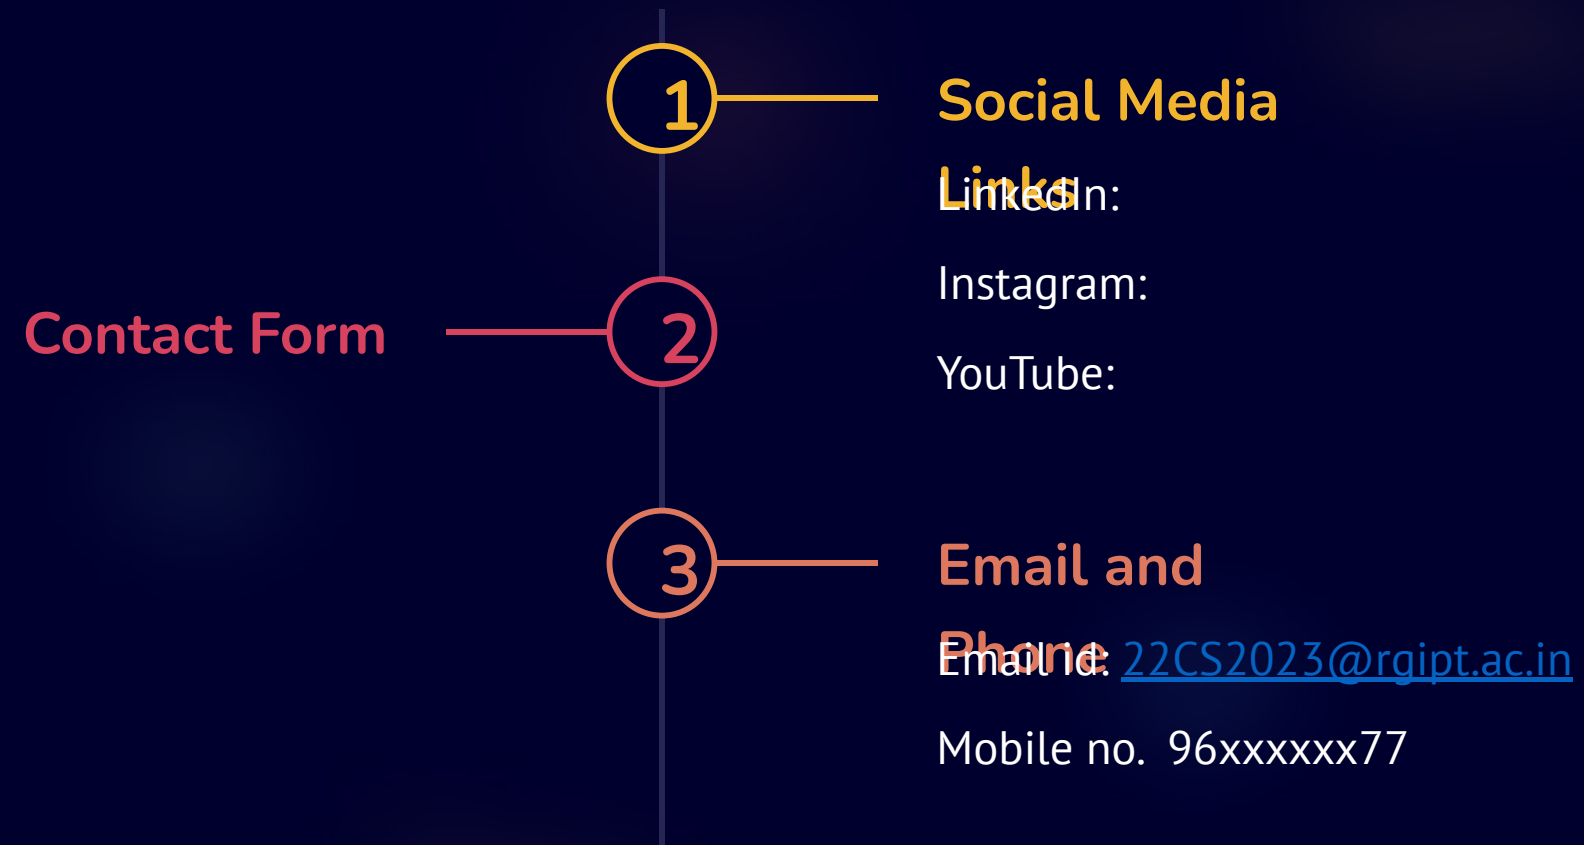 1
Social Media
Links
LinkedIn:
Instagram:
YouTube:
2
Contact Form
3
Email and
Phone
Email id: 22CS2023@rgipt.ac.in
Mobile no. 96xxxxxx77